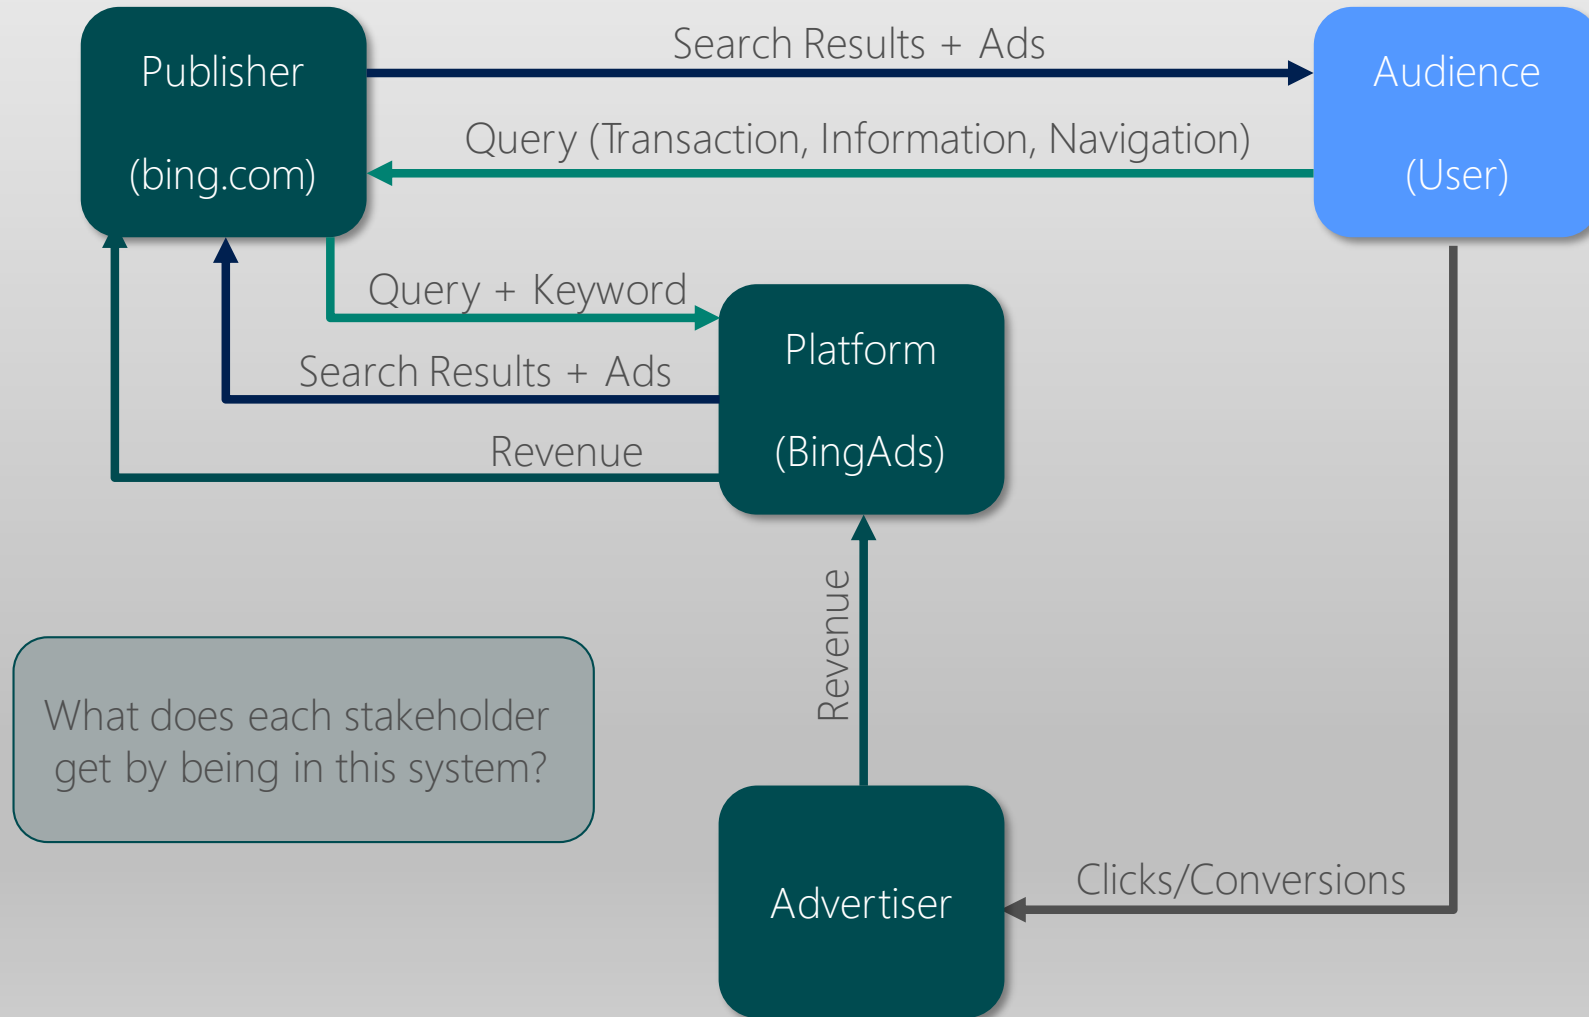 Publisher
(bing.com)
Search Results + Ads
Query (Transaction, Information, Navigation)
Audience
(User)
Query + Keyword
Search Results + Ads
Revenue
Platform
(BingAds)
Revenue
What does each stakeholder
get by being in this system?
Advertiser
Clicks/Conversions